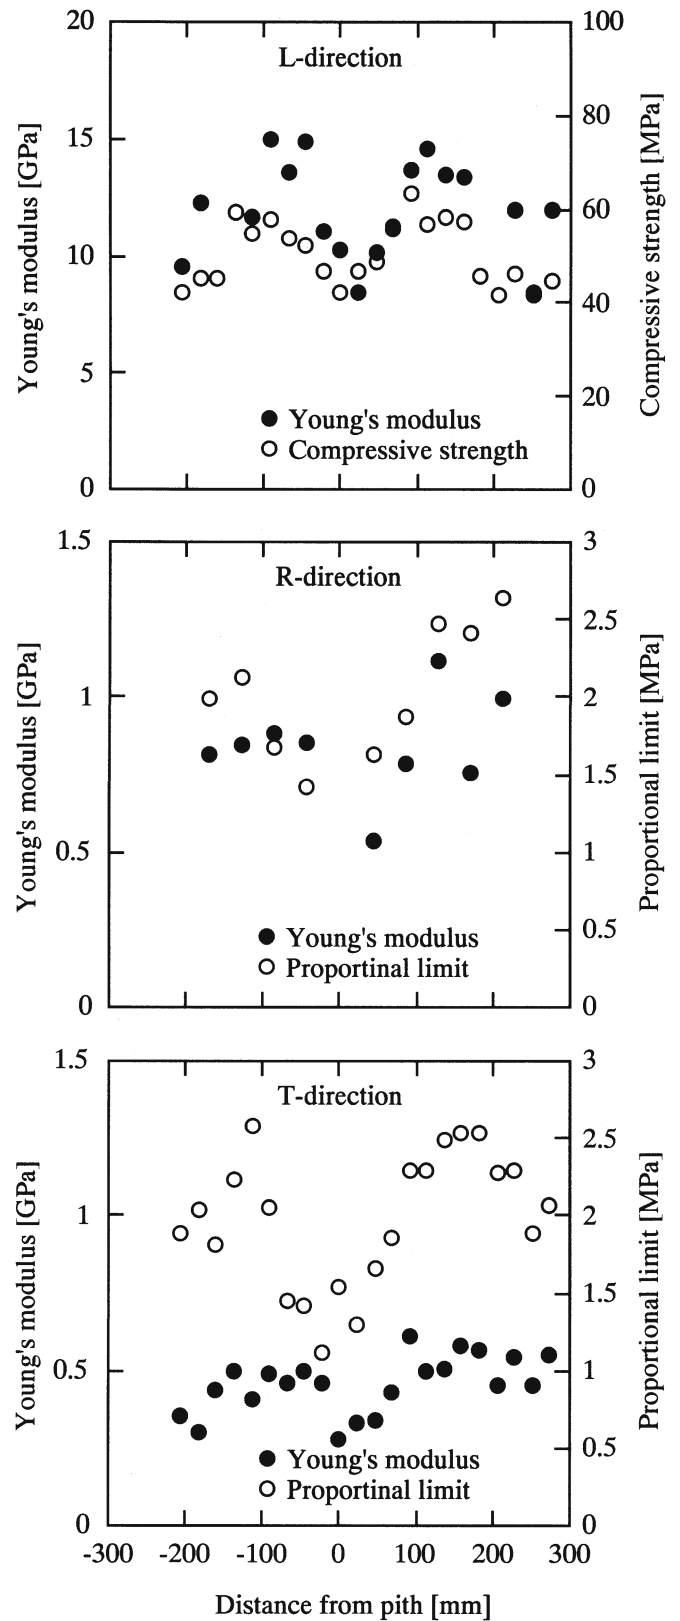 20
15
10
5
0
Young's modulus [GPa]
L-direction
100
80
60
40
20
0
Compressive strength [MPa]
Young's modulus
Compressive strength
1.5
1
0.5
0
Young's modulus [GPa]
R-direction
3
2.5
2
1.5
1
0.5
0
Proportional limit [MPa]
Young's modulus
Proportinal limit
1.5
1
0.5
0
Young's modulus [GPa]
T-direction
3
2.5
2
1.5
1
0.5
0
Proportional limit [MPa]
Young's modulus
Proportinal limit
-300 -200 -100 0 100 200 300
Distance from pith [mm]